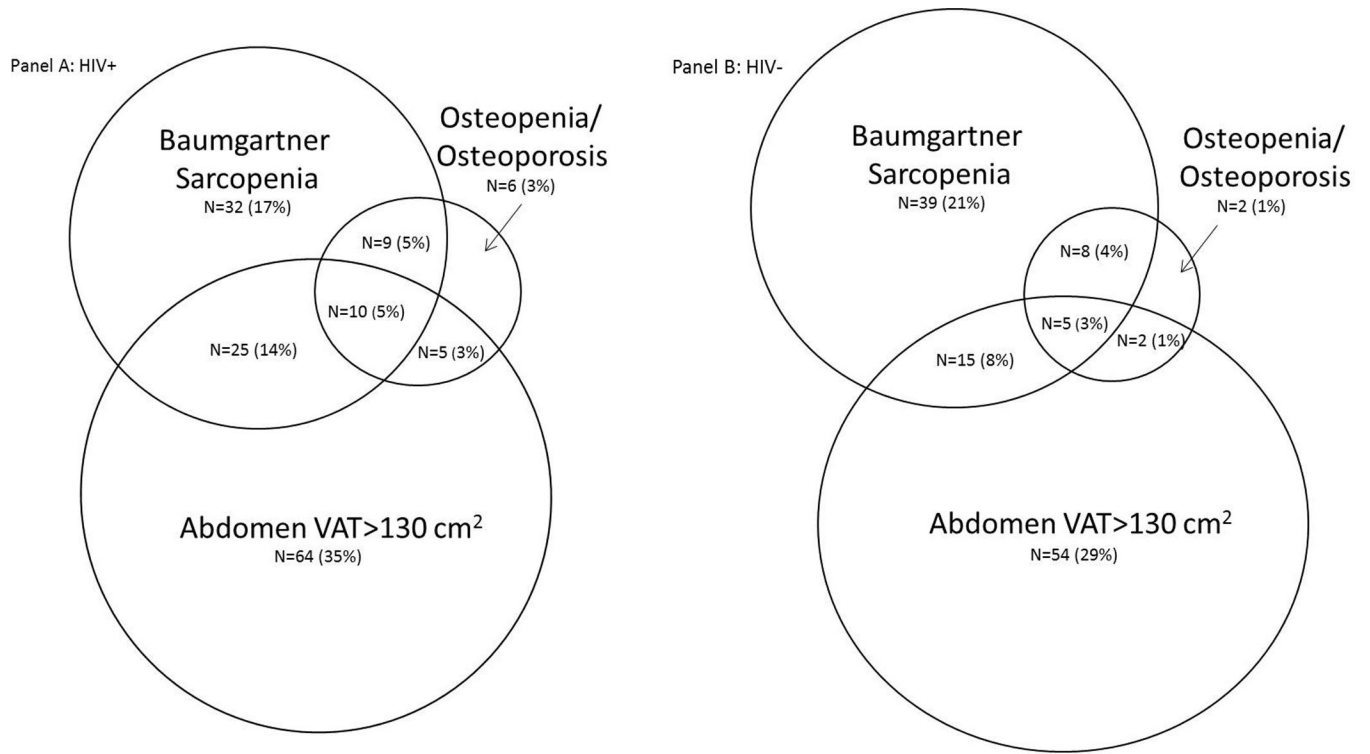 Panel A: HIV+
Baumgartner
Sarcopenia
N=32 (17%)
Osteopenia/
Osteoporosis
N=6 (3%)
N=9 (5%)
N=10 (5%)
N=25 (14%)
N=5 (3%)
Abdomen VAT>130 cm²
N=64 (35%)
Panel B: HIV-
Baumgartner
Sarcopenia
N=39 (21%)
Osteopenia/
Osteoporosis
N=2 (1%)
N=8 (4%)
N=5 (3%)
N=2 (1%)
N=15 (8%)
Abdomen VAT>130 cm²
N=54 (29%)